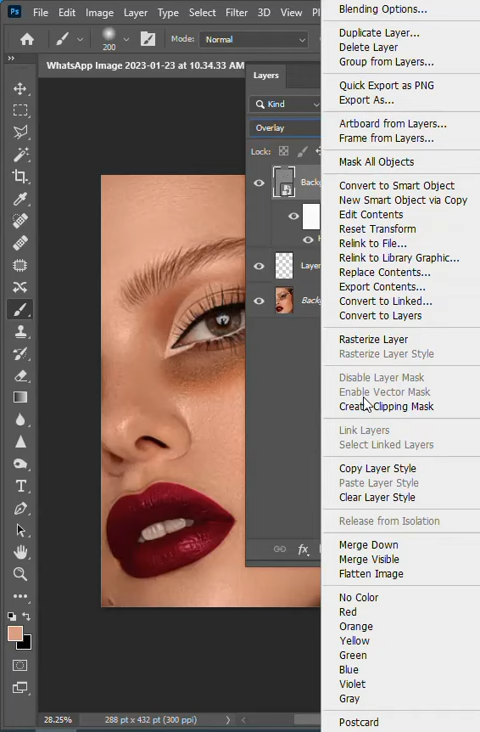 Ps File Edit Image Layer Type Select Filter 3D View
200 Mode: Normal
WhatsApp Image 2023-01-23 at 10.34.33 AM
Layers
Kind
Overlay
Lock:
Backg
Layer
Backg
fx
28.25% 288 pt x 432 pt (300 ppi)
Blending Options...
Duplicate Layer...
Delete Layer
Group from Layers...
Quick Export as PNG
Export As...
Artboard from Layers...
Frame from Layers...
Mask All Objects
Convert to Smart Object
New Smart Object via Copy
Edit Contents
Reset Transform
Relink to File...
Relink to Library Graphic...
Replace Contents...
Export Contents...
Convert to Linked...
Convert to Layers
Rasterize Layer
Rasterize Layer Style
Disable Layer Mask
Enable Vector Mask
Create Clipping Mask
Link Layers
Select Linked Layers
Copy Layer Style
Paste Layer Style
Clear Layer Style
Release from Isolation
Merge Down
Merge Visible
Flatten Image
No Color
Red
Orange
Yellow
Green
Blue
Violet
Gray
Postcard